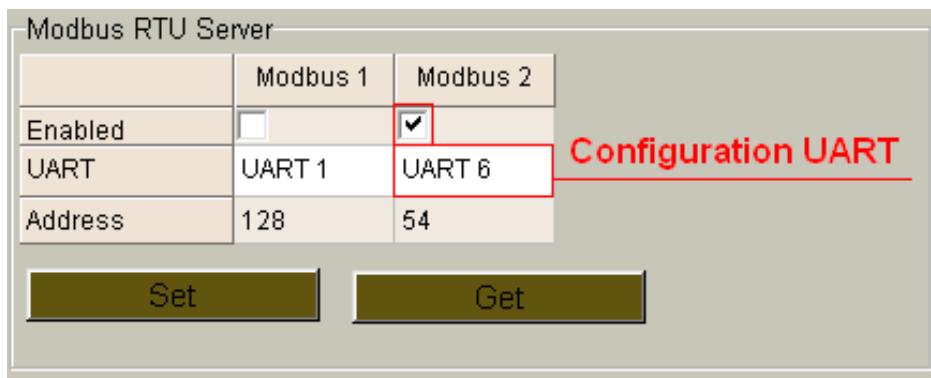 Modbus RTU Server
Modbus 1 Modbus 2
Enabled
UART UART 1 UART 6
Configuration UART
Address 128 54
Set Get